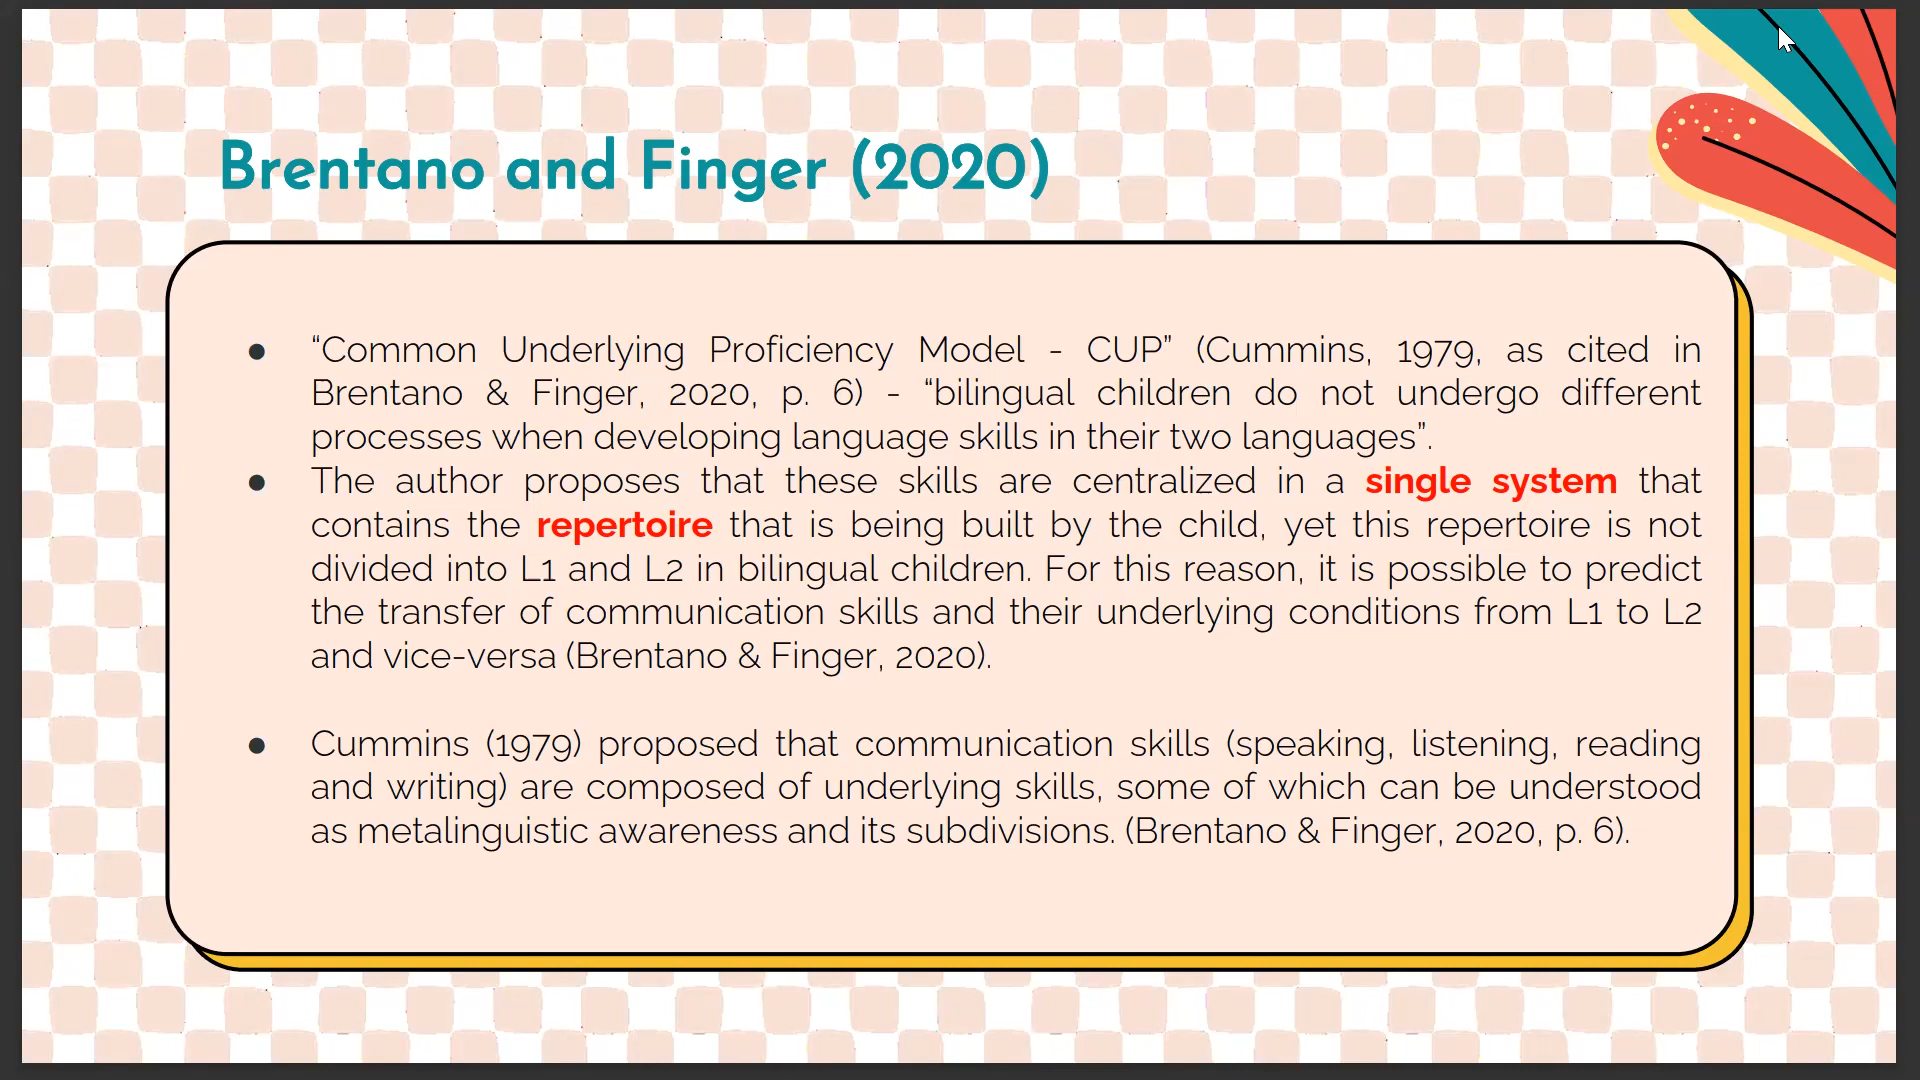 Brentano and Finger (2020)
● “Common Underlying Proficiency Model - CUP” (Cummins, 1979, as cited in
Brentano & Finger, 2020, p. 6) - “bilingual children do not undergo different
processes when developing language skills in their two languages”.
● The author proposes that these skills are centralized in a single system that
contains the repertoire that is being built by the child, yet this repertoire is not
divided into L1 and L2 in bilingual children. For this reason, it is possible to predict
the transfer of communication skills and their underlying conditions from L1 to L2
and vice-versa (Brentano & Finger, 2020).
● Cummins (1979) proposed that communication skills (speaking, listening, reading
and writing) are composed of underlying skills, some of which can be understood
as metalinguistic awareness and its subdivisions. (Brentano & Finger, 2020, p. 6).